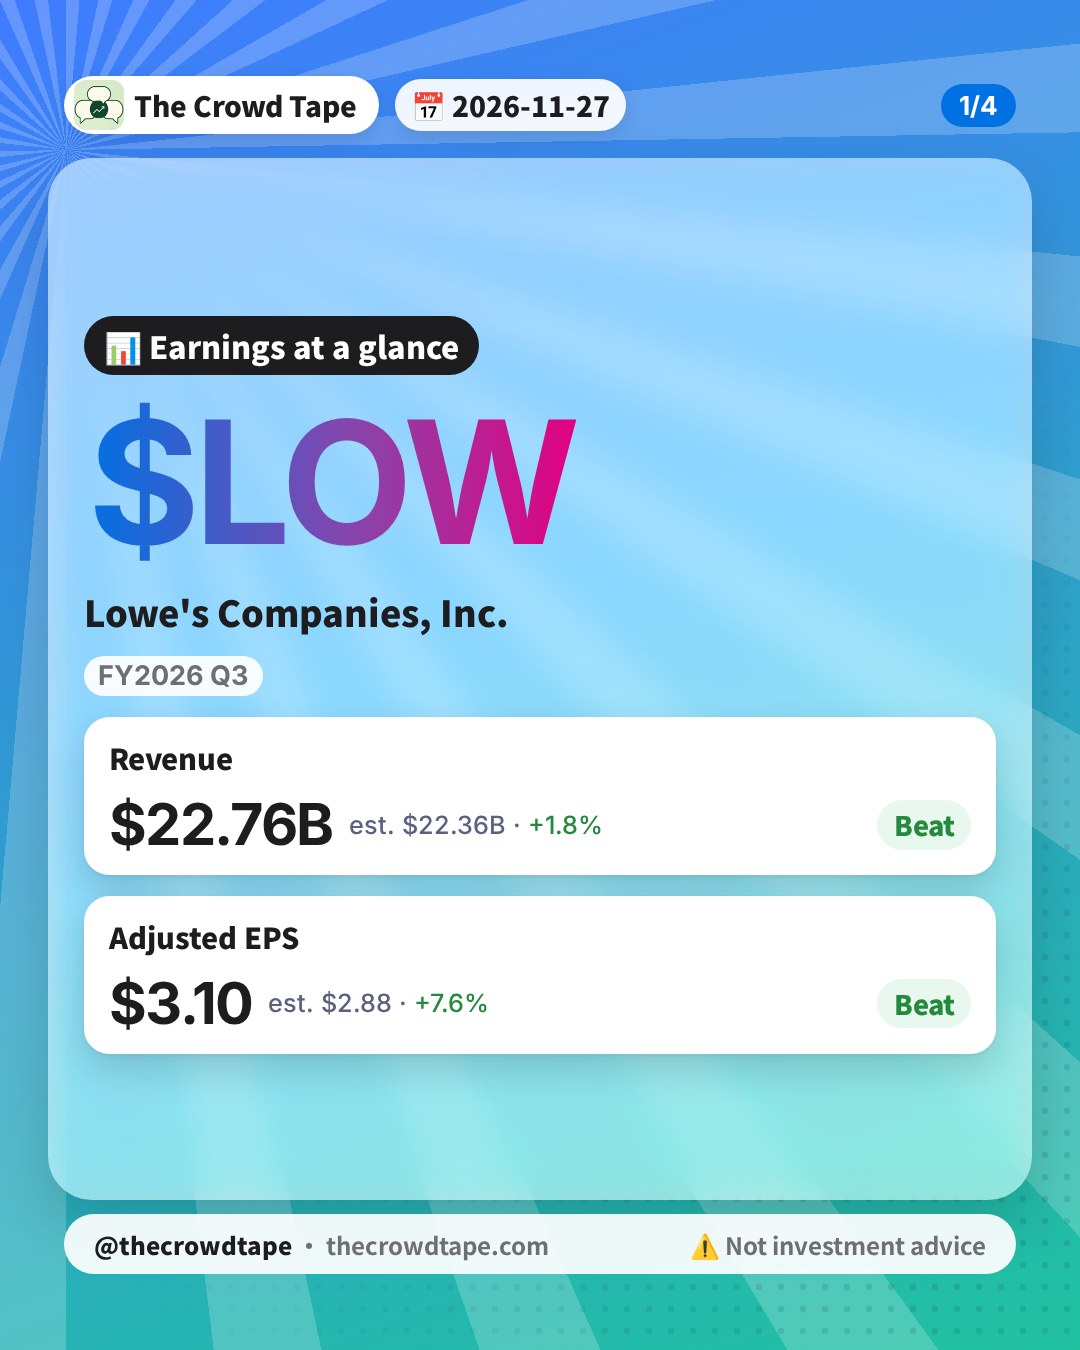 The Crowd Tape
📅 2026-11-27
1/4
📊 Earnings at a glance
$LOW
Lowe's Companies, Inc.
FY2026 Q3
Revenue
$22.76B est. $22.36B · +1.8% Beat
Adjusted EPS
$3.10 est. $2.88 · +7.6% Beat
@thecrowdtape • thecrowdtape.com ⚠️ Not investment advice